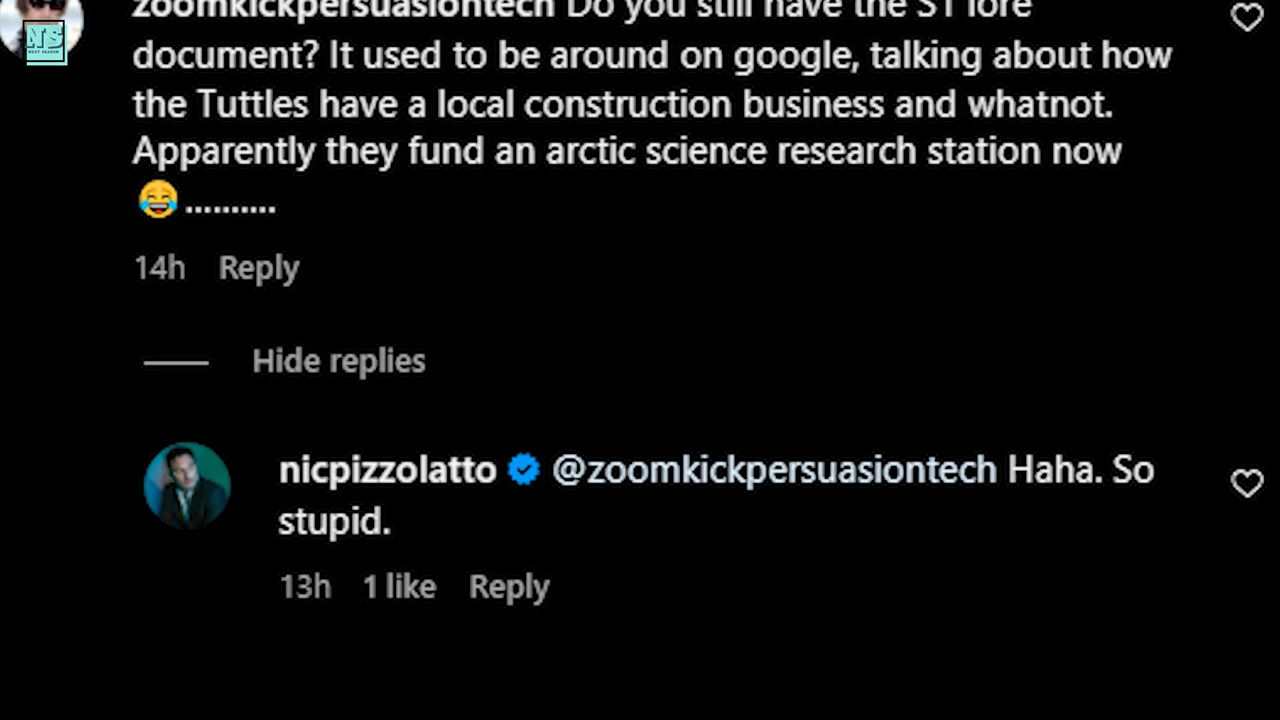 zoomkickpersuasiontech Do you still have the S1 lore
document? It used to be around on google, talking about how
the Tuttles have a local construction business and whatnot.
Apparently they fund an arctic science research station now
😂..........
14h Reply
Hide replies
nicpizzolatto @zoomkickpersuasiontech Haha. So
stupid.
13h 1 like Reply
NS